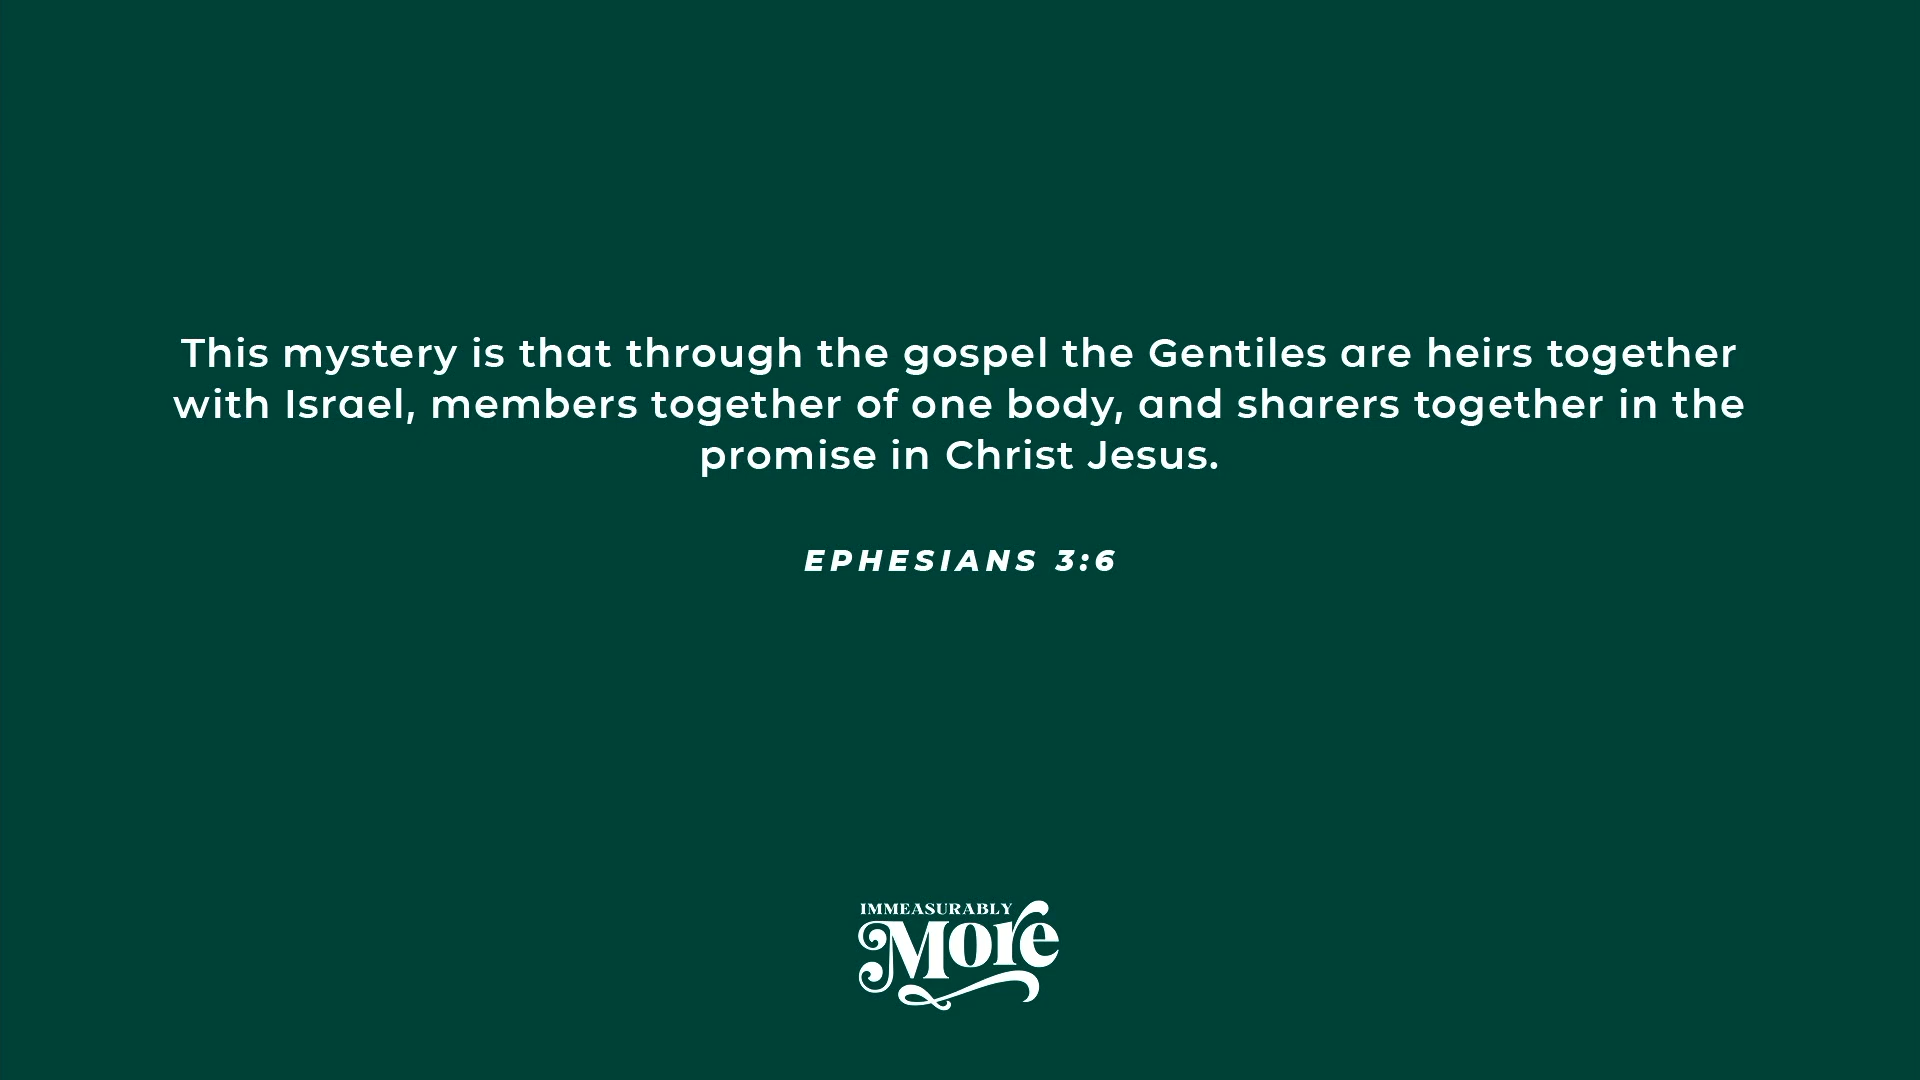 This mystery is that through the gospel the Gentiles are heirs together
with Israel, members together of one body, and sharers together in the
promise in Christ Jesus.
EPHESIANS 3:6
IMMEASURABLY
More